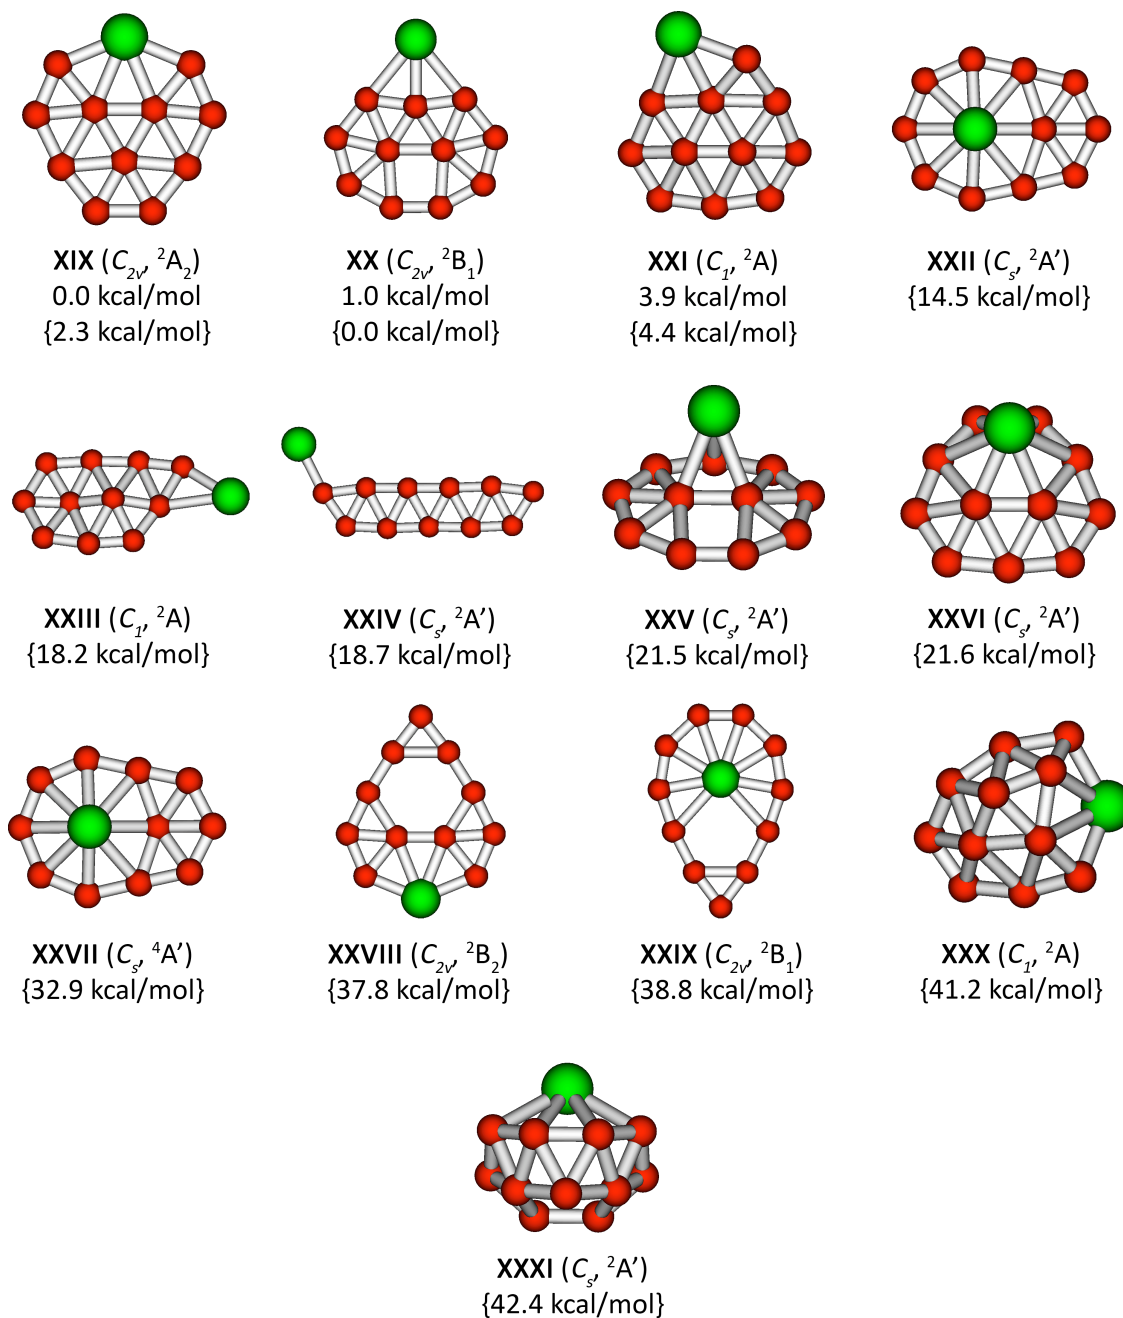 XIX (C2v, 2A2)
0.0 kcal/mol
{2.3 kcal/mol}
XX (C2v, 2B1)
1.0 kcal/mol
{0.0 kcal/mol}
XXI (C1, 2A)
3.9 kcal/mol
{4.4 kcal/mol}
XXII (Cs, 2A’)
{14.5 kcal/mol}
XXIII (C1, 2A)
{18.2 kcal/mol}
XXIV (Cs, 2A’)
{18.7 kcal/mol}
XXV (Cs, 2A’)
{21.5 kcal/mol}
XXVI (Cs, 2A’)
{21.6 kcal/mol}
XXVII (Cs, 4A’)
{32.9 kcal/mol}
XXVIII (C2v, 2B2)
{37.8 kcal/mol}
XXIX (C2v, 2B1)
{38.8 kcal/mol}
XXX (C1, 2A)
{41.2 kcal/mol}
XXXI (Cs, 2A’)
{42.4 kcal/mol}